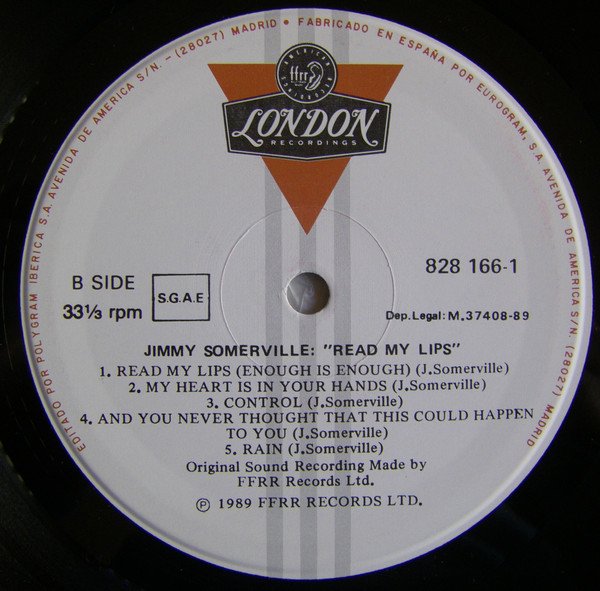 EDITADO POR POLYGRAM IBERICA S.A. AVENIDA DE AMERICA S/N. - (28027) MADRID • FABRICADO EN ESPAÑA POR EUROGRAM, S.A. AVENIDA DE AMERICA S/N. (28027) MADRID
ffrr
LONDON
RECORDINGS
B SIDE
33⅓ rpm
S.G.A.E
828 166-1
Dep.Legal: M.37408-89
JIMMY SOMERVILLE: "READ MY LIPS"
1. READ MY LIPS (ENOUGH IS ENOUGH) (J.Somerville)
2. MY HEART IS IN YOUR HANDS (J.Somerville)
3. CONTROL (J.Somerville)
4. AND YOU NEVER THOUGHT THAT THIS COULD HAPPEN
TO YOU (J.Somerville)
5. RAIN (J.Somerville)
Original Sound Recording Made by
FFRR Records Ltd.
℗ 1989 FFRR RECORDS LTD.